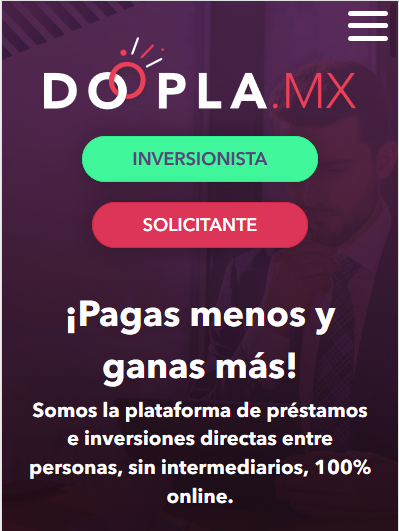 DOOPLA.MX
INVERSIONISTA
SOLICITANTE
¡Pagas menos y
ganas más!
Somos la plataforma de préstamos
e inversiones directas entre
personas, sin intermediarios, 100%
online.